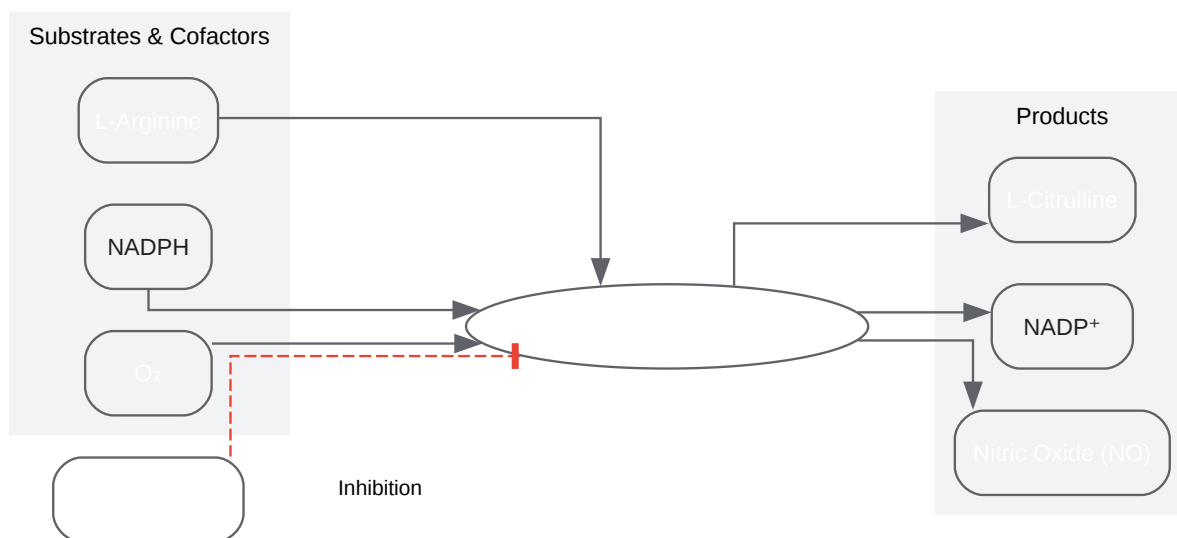 Substrates & Cofactors
L-Arginine
NADPH
O₂
Inhibition
Products
L-Citrulline
NADP⁺
Nitric Oxide (NO)